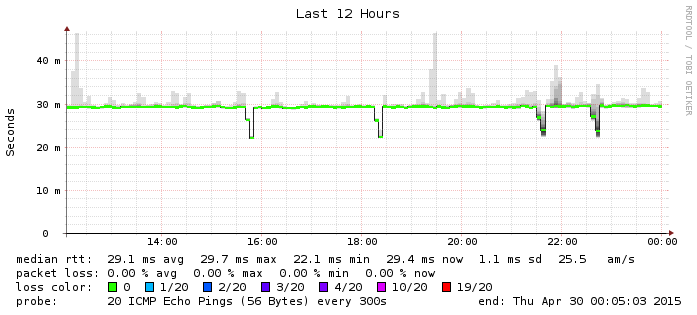 Last 12 Hours
RRDTOOL / TOBI OETIKER
Seconds
40 m
30 m
20 m
10 m
0
14:00 16:00 18:00 20:00 22:00 00:00
median rtt: 29.1 ms avg 29.7 ms max 22.1 ms min 29.4 ms now 1.1 ms sd 25.5 am/s
packet loss: 0.00 % avg 0.00 % max 0.00 % min 0.00 % now
loss color: 0 1/20 2/20 3/20 4/20 10/20 19/20
probe: 20 ICMP Echo Pings (56 Bytes) every 300s end: Thu Apr 30 00:05:03 2015